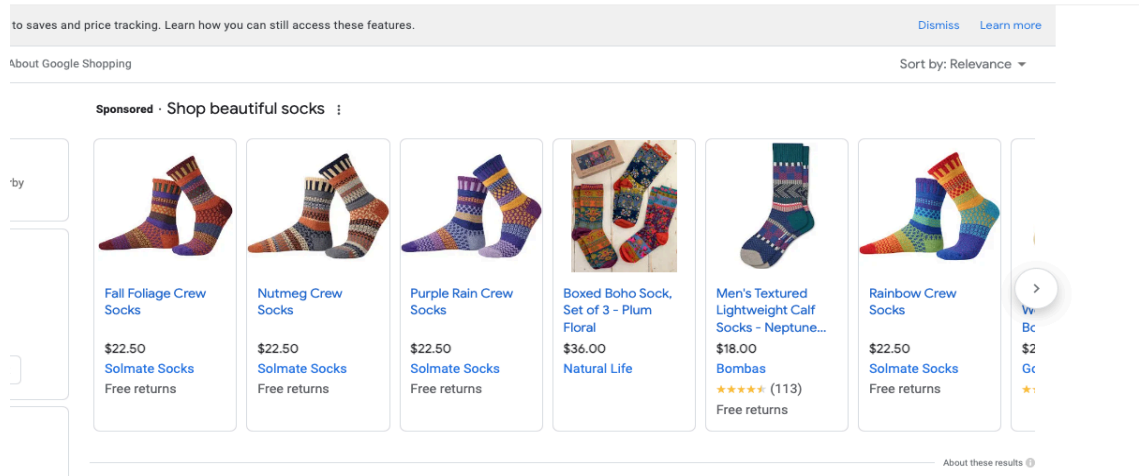 to saves and price tracking. Learn how you can still access these features.
Dismiss
Learn more
About Google Shopping
Sort by: Relevance
Sponsored · Shop beautiful socks
by
Fall Foliage Crew
Socks
$22.50
Solmate Socks
Free returns
Nutmeg Crew
Socks
$22.50
Solmate Socks
Free returns
Purple Rain Crew
Socks
$22.50
Solmate Socks
Free returns
Boxed Boho Sock,
Set of 3 - Plum
Floral
$36.00
Natural Life
Men's Textured
Lightweight Calf
Socks - Neptune...
$18.00
Bombas
(113)
Free returns
Rainbow Crew
Socks
$22.50
Solmate Socks
Free returns
About these results